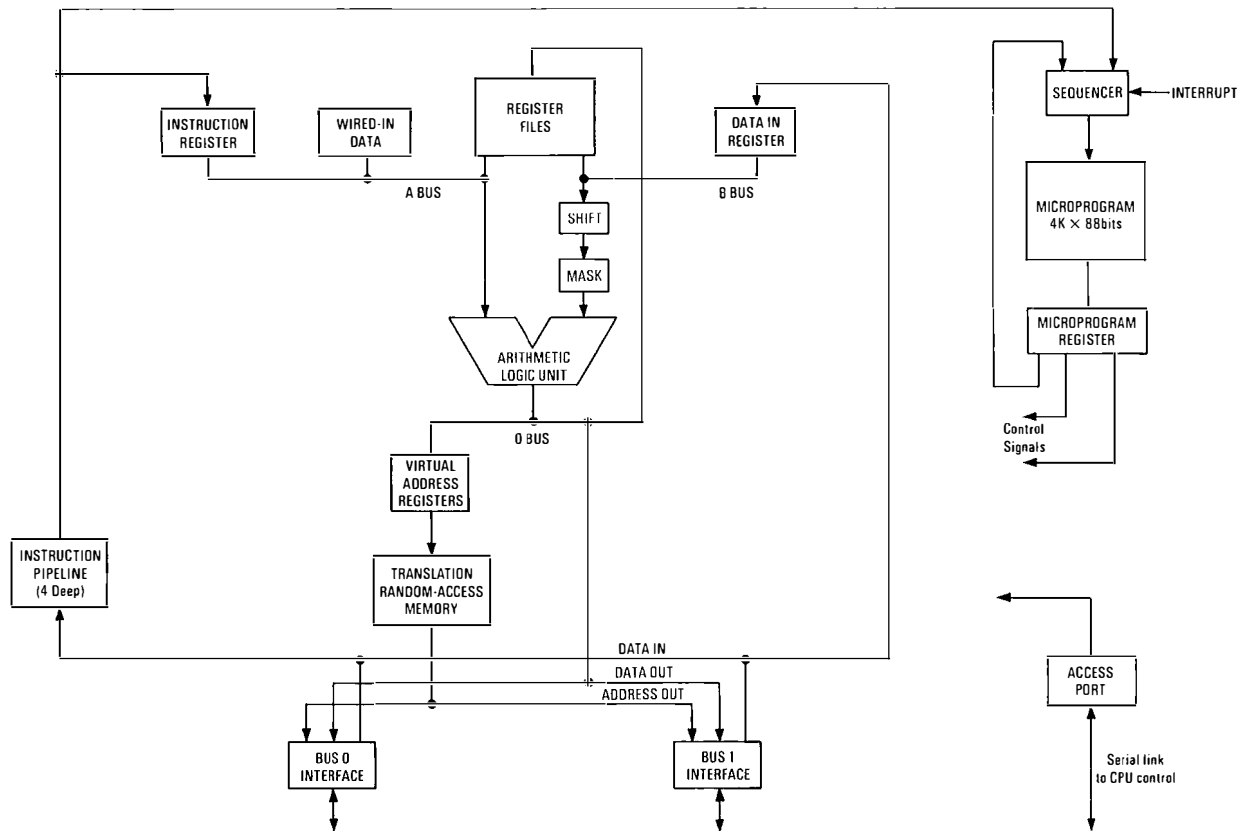 INSTRUCTION
REGISTER
WIRED-IN
DATA
REGISTER
FILES
DATA IN
REGISTER
SEQUENCER
INTERRUPT
A BUS
B BUS
SHIFT
MASK
MICROPROGRAM
4K × 88bits
MICROPROGRAM
REGISTER
ARITHMETIC
LOGIC UNIT
O BUS
Control
Signals
VIRTUAL
ADDRESS
REGISTERS
INSTRUCTION
PIPELINE
(4 Deep)
TRANSLATION
RANDOM-ACCESS
MEMORY
DATA IN
DATA OUT
ADDRESS OUT
ACCESS
PORT
BUS 0
INTERFACE
BUS 1
INTERFACE
Serial link
to CPU control